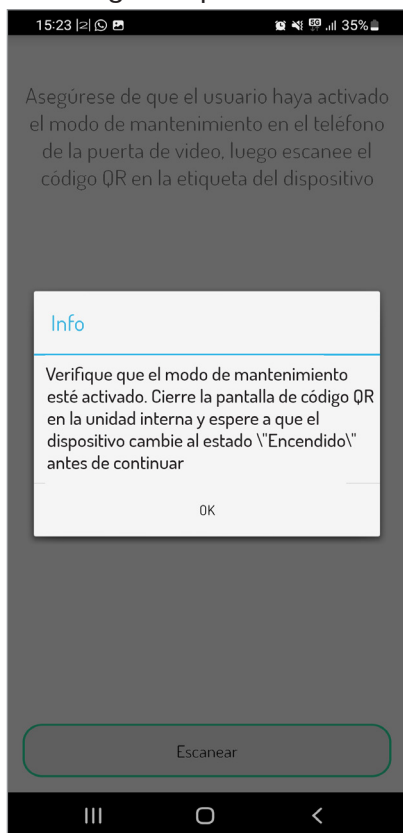 15:23
5G
35%
Asegúrese de que el usuario haya activado
el modo de mantenimiento en el teléfono
de la puerta de video, luego escanee el
código QR en la etiqueta del dispositivo
Info
Verifique que el modo de mantenimiento
esté activado. Cierre la pantalla de código QR
en la unidad interna y espere a que el
dispositivo cambie al estado \"Encendido\"
antes de continuar
OK
Escanear